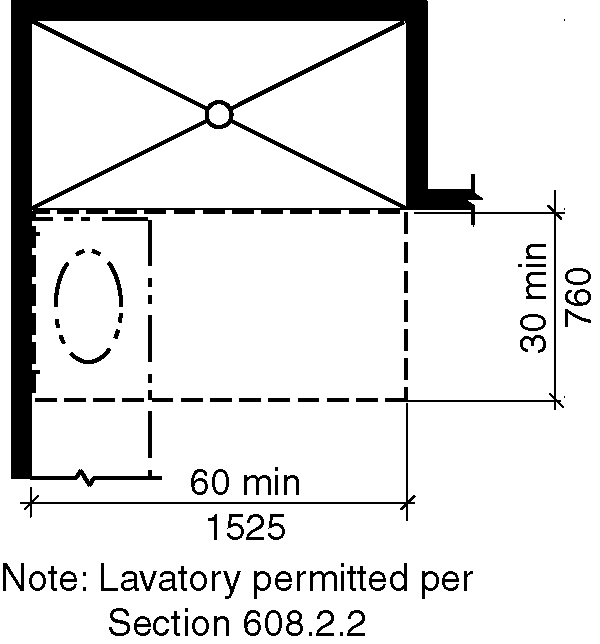 30 min
760
60 min
1525
Note: Lavatory permitted per
Section 608.2.2